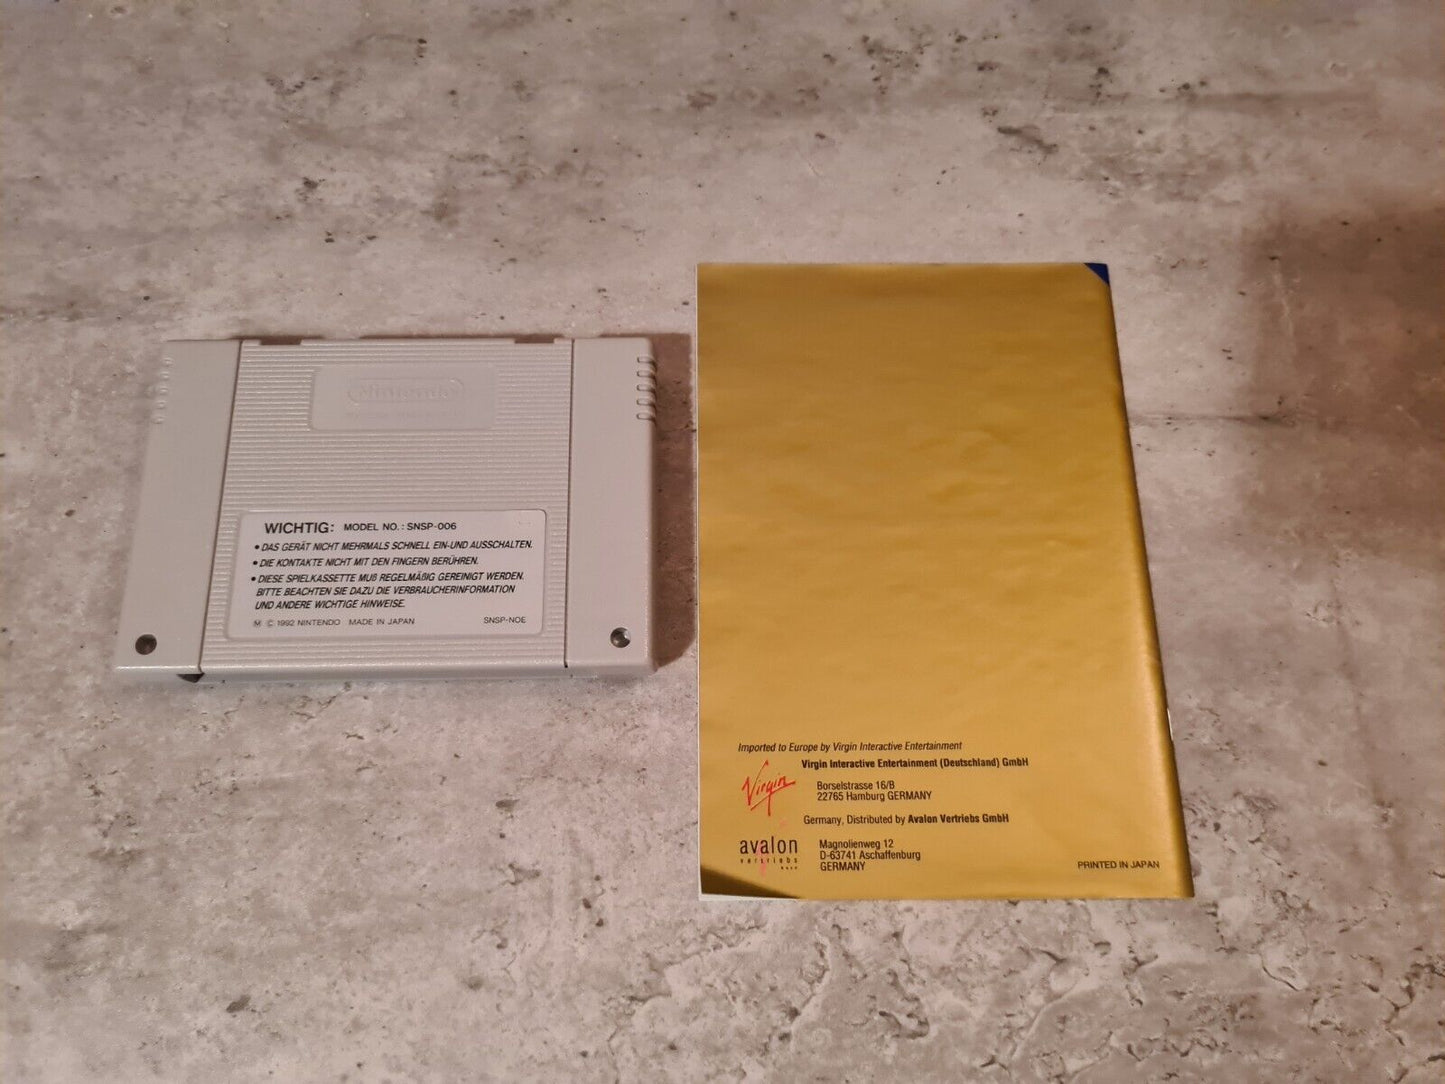 Nintendo
WICHTIG: MODEL NO.: SNSP-006
• DAS GERÄT NICHT MEHRMALS SCHNELL EIN-UND AUSSCHALTEN.
• DIE KONTAKTE NICHT MIT DEN FINGERN BERÜHREN.
• DIESE SPIELKASSETTE MUß REGELMÄßIG GEREINIGT WERDEN.
BITTE BEACHTEN SIE DAZU DIE VERBRAUCHERINFORMATION
UND ANDERE WICHTIGE HINWEISE.
Ⓜ © 1992 NINTENDO MADE IN JAPAN SNSP-NOE
Imported to Europe by Virgin Interactive Entertainment
Virgin
Virgin Interactive Entertainment (Deutschland) GmbH
Borselstrasse 16/B
22765 Hamburg GERMANY
Germany, Distributed by Avalon Vertriebs GmbH
avalon
vertriebs
Magnolienweg 12
D-63741 Aschaffenburg
GERMANY
PRINTED IN JAPAN